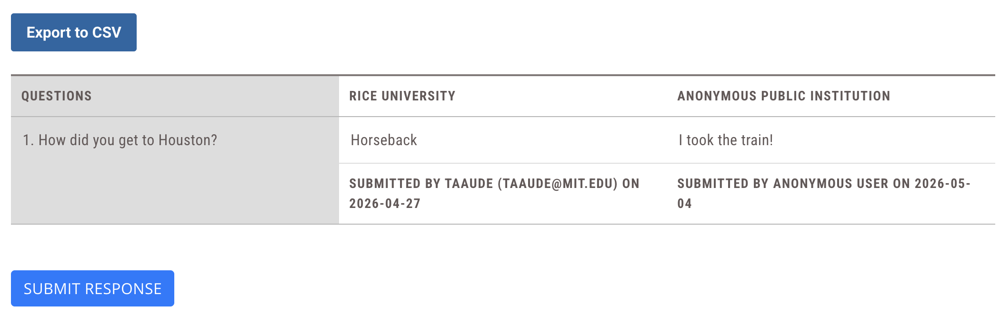 Export to CSV
QUESTIONS
RICE UNIVERSITY
ANONYMOUS PUBLIC INSTITUTION
1. How did you get to Houston?
Horseback
I took the train!
SUBMITTED BY TAAUDE (TAAUDE@MIT.EDU) ON
2026-04-27
SUBMITTED BY ANONYMOUS USER ON 2026-05-
04
SUBMIT RESPONSE